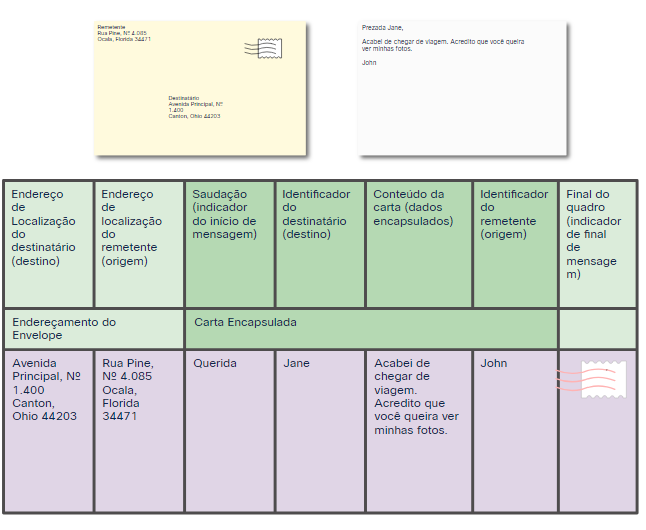 Remetente
Rua Pine, Nº 4.085
Ocala, Florida 34471
Destinatário
Avenida Principal, Nº
1.400
Canton, Ohio 44203
Prezada Jane,
Acabei de chegar de viagem. Acredito que você queira
ver minhas fotos.
John
Endereço
de
Localização
do
destinatário
(destino)
Endereço
de
localização
do
remetente
(origem)
Saudação
(indicador
do início de
mensagem)
Identificador
do
destinatário
(destino)
Conteúdo da
carta (dados
encapsulados)
Identificador
do
remetente
(origem)
Final do
quadro
(indicador
de final
de
mensage
m)
Endereçamento do
Envelope
Carta Encapsulada
Avenida
Principal, Nº
1.400
Canton,
Ohio 44203
Rua Pine,
Nº 4.085
Ocala,
Florida
34471
Querida
Jane
Acabei de
chegar de
viagem.
Acredito que
você queira ver
minhas fotos.
John